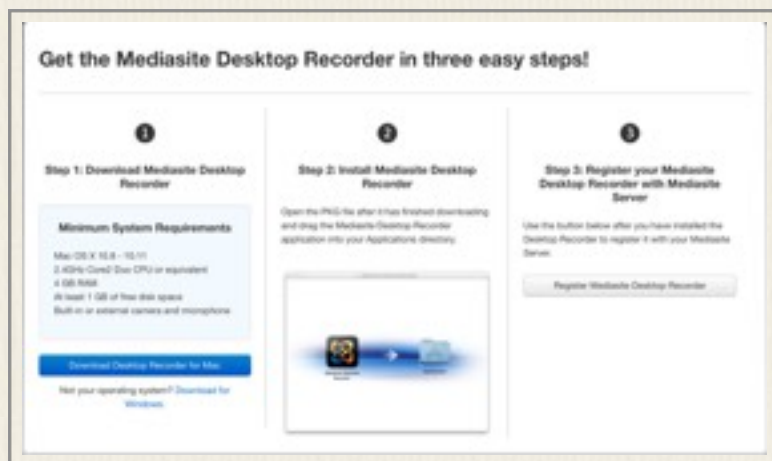 Get the Mediasite Desktop Recorder in three easy steps!
1
Step 1: Download Mediasite Desktop
Recorder
Minimum System Requirements
Mac OS X 10.8 - 10.11
2.4GHz Core2 Duo CPU or equivalent
4 GB RAM
At least 1 GB of free disk space
Built-in or external camera and microphone
Download Desktop Recorder for Mac
Not your operating system? Download for
Windows.
2
Step 2: Install Mediasite Desktop
Recorder
Open the PKG file after it has finished downloading
and drag the Mediasite Desktop Recorder
application into your Applications directory.
3
Step 3: Register your Mediasite
Desktop Recorder with Mediasite
Server
Use the button below after you have installed the
Desktop Recorder to register it with your Mediasite
Server.
Register Mediasite Desktop Recorder